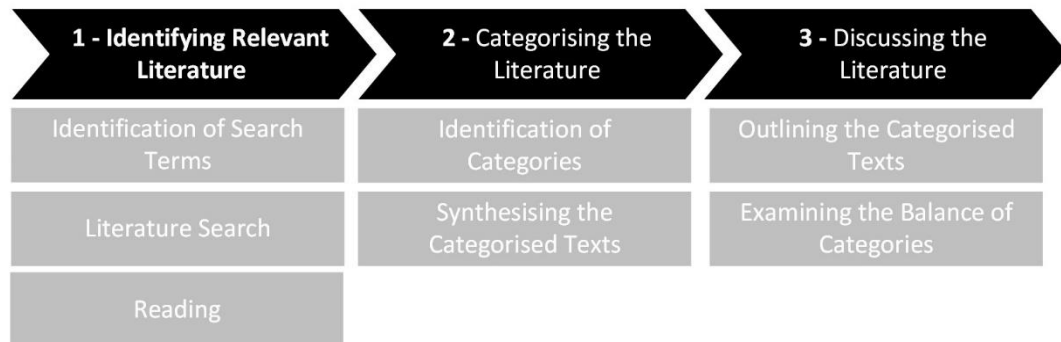 1 - Identifying Relevant
Literature
2 - Categorising the
Literature
3 - Discussing the
Literature
Identification of Search
Terms
Literature Search
Reading
Identification of
Categories
Synthesising the
Categorised Texts
Outlining the Categorised
Texts
Examining the Balance of
Categories